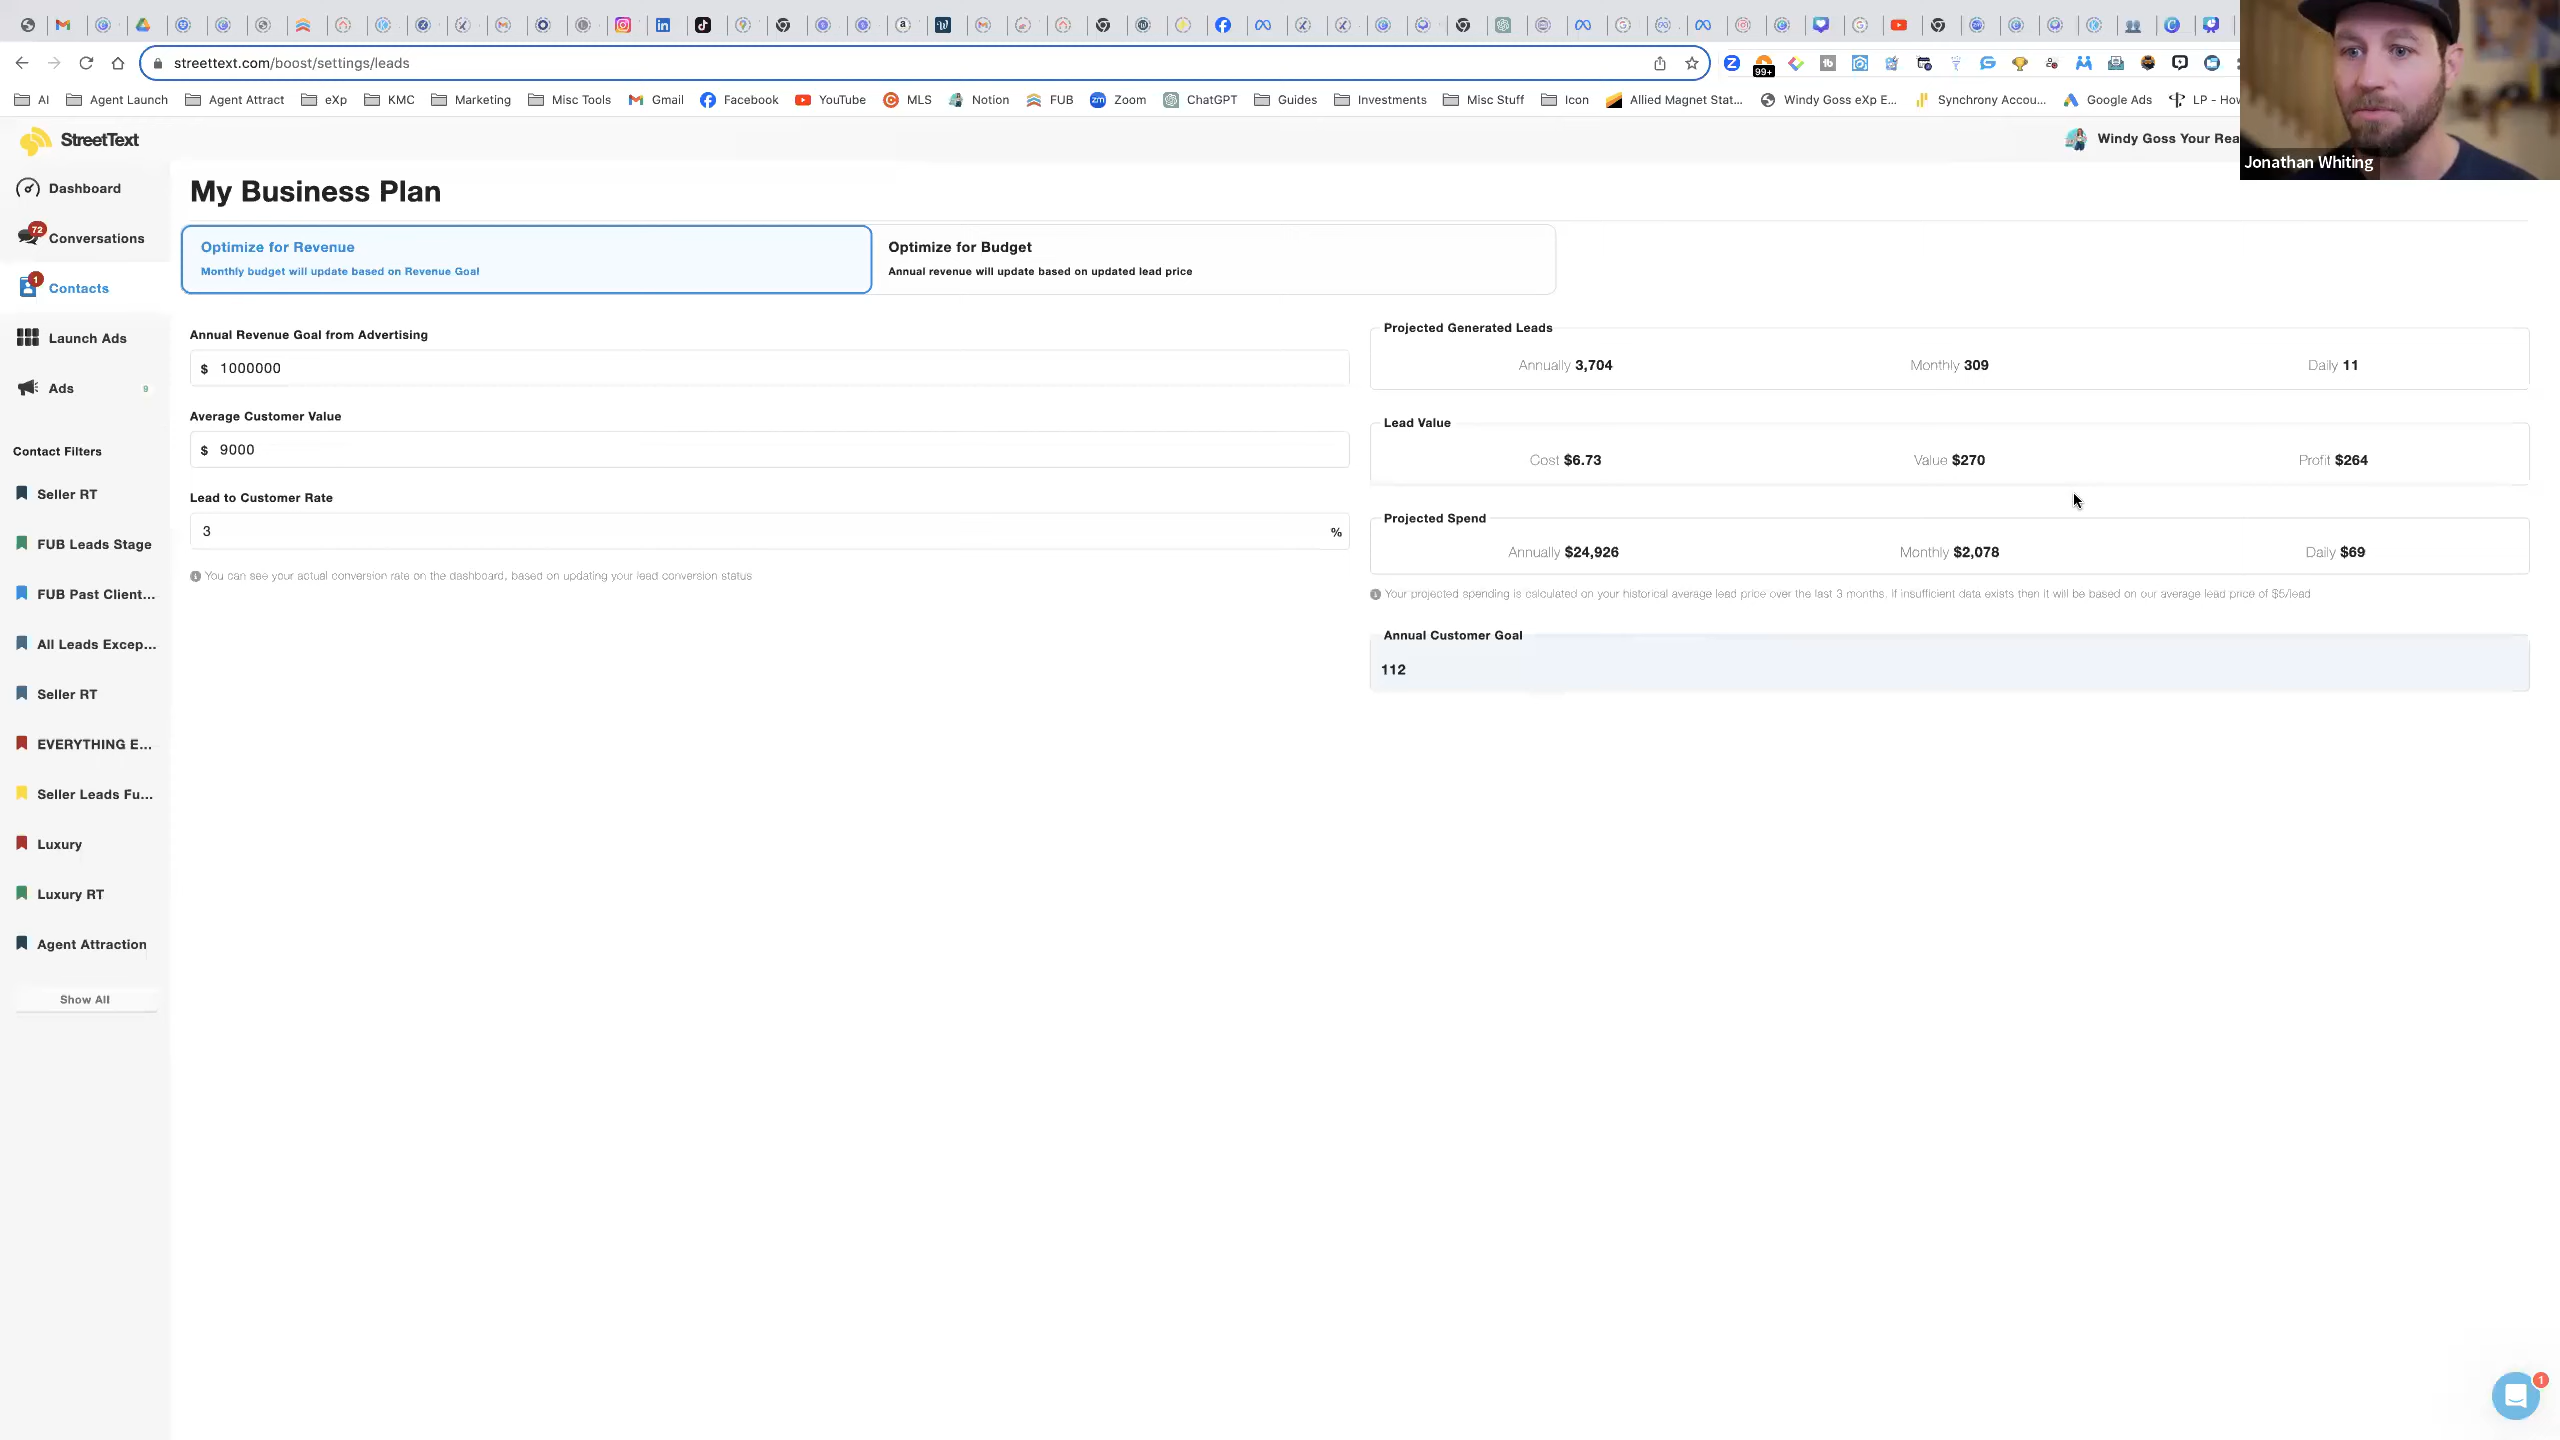 streettext.com/boost/settings/leads
99+
AI
Agent Launch
Agent Attract
eXp
KMC
Marketing
Misc Tools
Gmail
Facebook
YouTube
MLS
Notion
FUB
Zoom
ChatGPT
Guides
Investments
Misc Stuff
Icon
Allied Magnet Stat...
Windy Goss eXp E...
Synchrony Accou...
Google Ads
LP - Hov
StreetText
Windy Goss Your Rea
Jonathan Whiting
Dashboard
72
Conversations
1
Contacts
Launch Ads
Ads
9
Contact Filters
Seller RT
FUB Leads Stage
FUB Past Client...
All Leads Excep...
Seller RT
EVERYTHING E...
Seller Leads Fu...
Luxury
Luxury RT
Agent Attraction
Show All
My Business Plan
Optimize for Revenue
Monthly budget will update based on Revenue Goal
Optimize for Budget
Annual revenue will update based on updated lead price
Annual Revenue Goal from Advertising
$ 1000000
Average Customer Value
$ 9000
Lead to Customer Rate
3 %
You can see your actual conversion rate on the dashboard, based on updating your lead conversion status
Projected Generated Leads
Annually 3,704
Monthly 309
Daily 11
Lead Value
Cost $6.73
Value $270
Profit $264
Projected Spend
Annually $24,926
Monthly $2,078
Daily $69
Your projected spending is calculated on your historical average lead price over the last 3 months. If insufficient data exists then it will be based on our average lead price of $5/lead
Annual Customer Goal
112
1